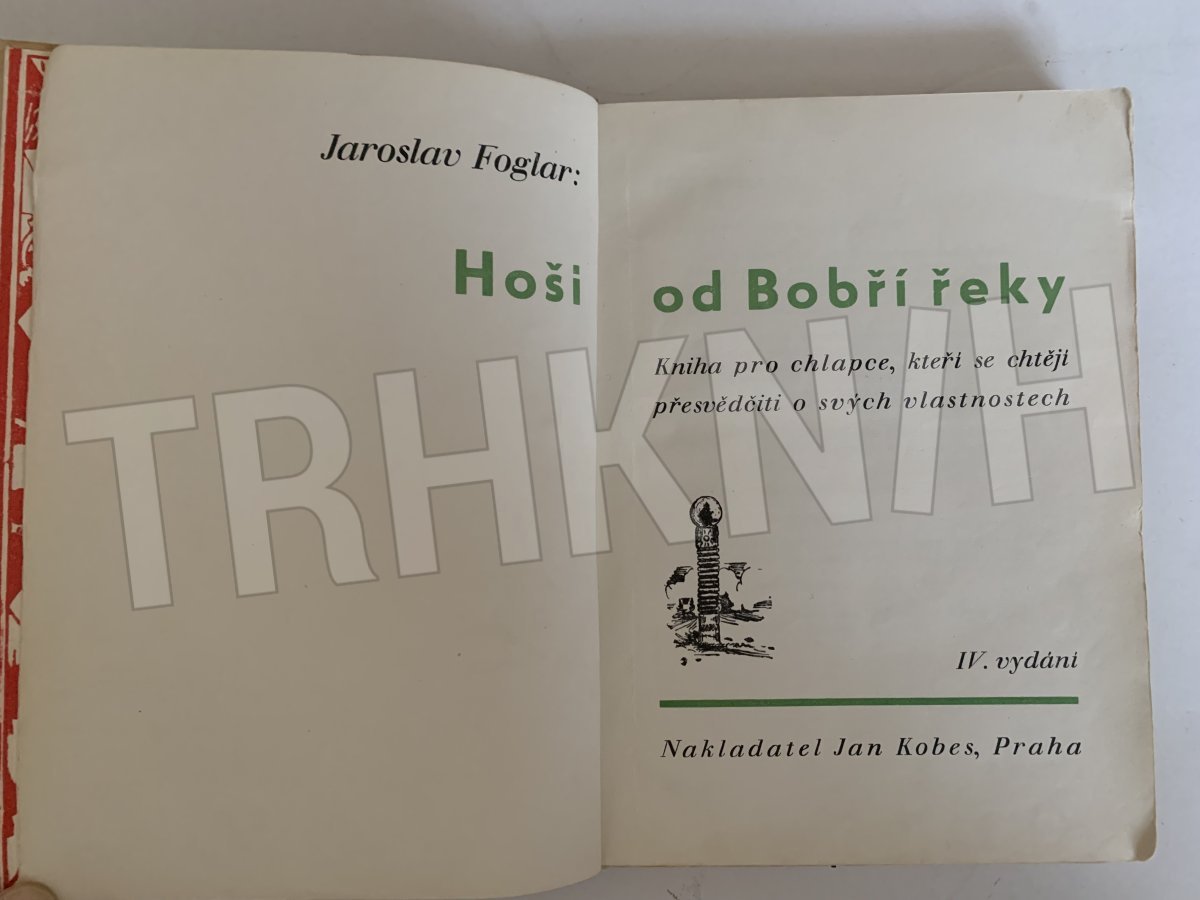 Jaroslav Foglar:
Hoši od Bobří řeky
Kniha pro chlapce, kteří se chtějí
přesvědčiti o svých vlastnostech
IV. vydání
Nakladatel Jan Kobes, Praha
TRHKNIH